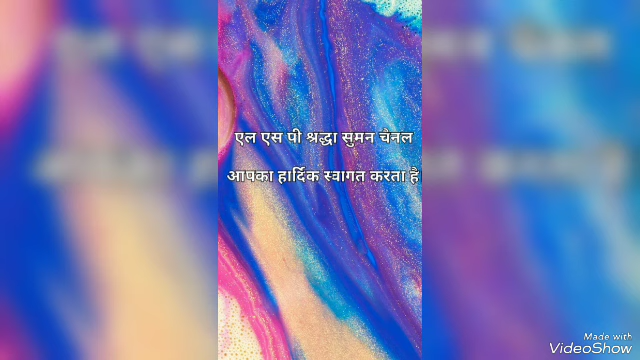 एल एस पी श्रद्धा सुमन चैनल
आपका हार्दिक स्वागत करता है
Made with
VideoShow